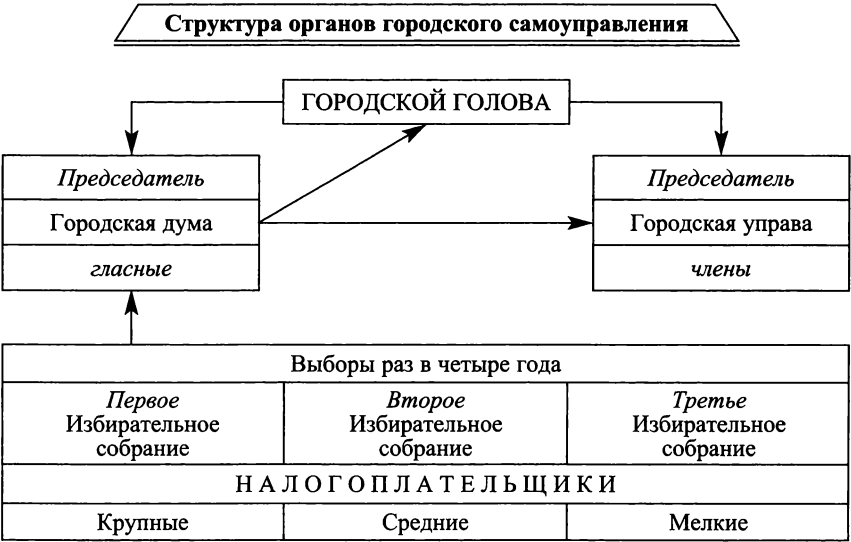 Структура органов городского самоуправления
ГОРОДСКОЙ ГОЛОВА
Председатель
Городская дума
гласные
Председатель
Городская управа
члены
Выборы раз в четыре года
Первое
Избирательное
собрание
Второе
Избирательное
собрание
Третье
Избирательное
собрание
НАЛОГОПЛАТЕЛЬЩИКИ
Крупные
Средние
Мелкие